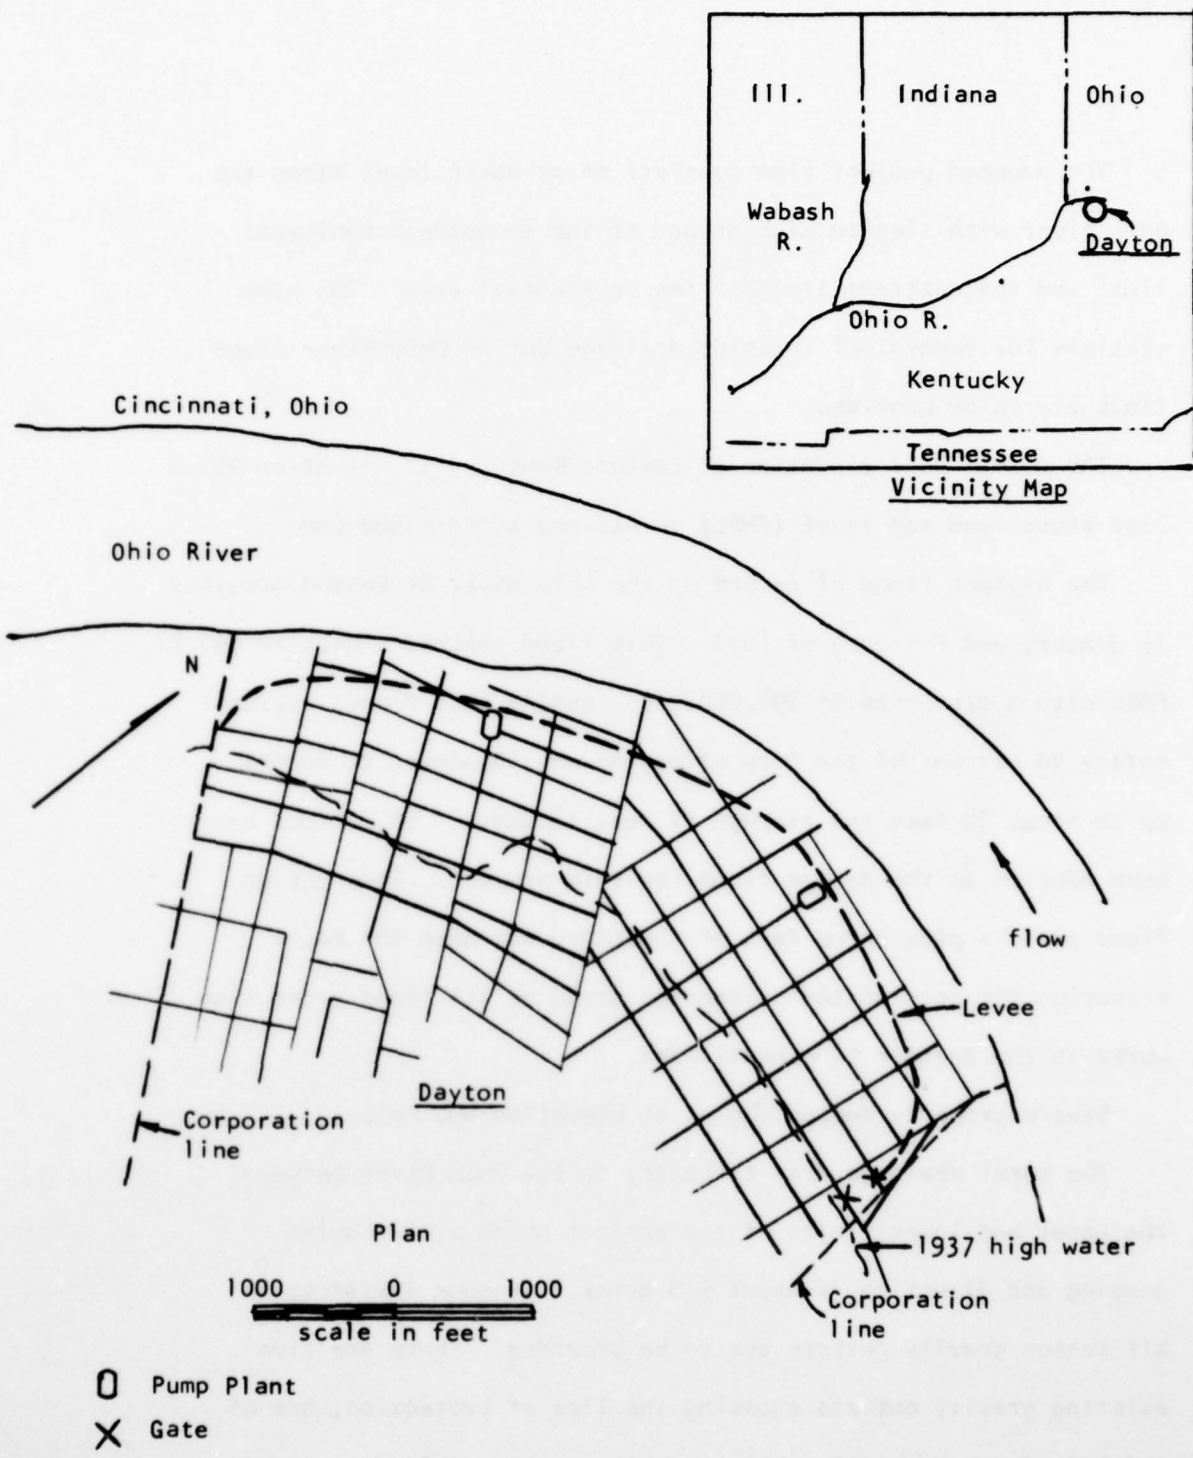 Ill. Indiana Ohio
Wabash
R.
Dayton
Ohio R.
Kentucky
Tennessee
Vicinity Map
Cincinnati, Ohio
Ohio River
N
flow
Levee
Dayton
Corporation
line
Plan
1937 high water
1000 0 1000
scale in feet
Corporation
line
Pump Plant
Gate